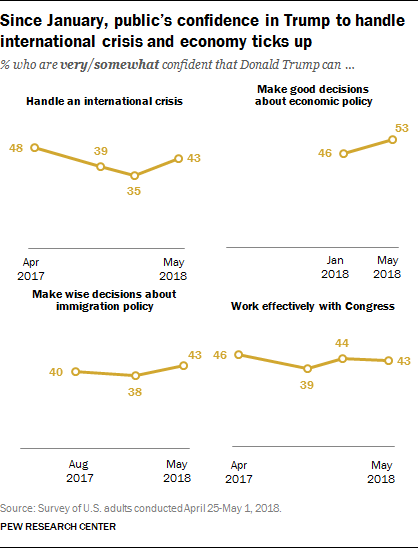 Since January, public's confidence in Trump to handle
international crisis and economy ticks up
% who are very/somewhat confident that Donald Trump can ...
Handle an international crisis
48
39
35
43
Apr
2017
May
2018
Make good decisions
about economic policy
46
53
Jan
2018
May
2018
Make wise decisions about
immigration policy
40
38
43
Aug
2017
May
2018
Work effectively with Congress
46
39
44
43
Apr
2017
May
2018
Source: Survey of U.S. adults conducted April 25-May 1, 2018.
PEW RESEARCH CENTER